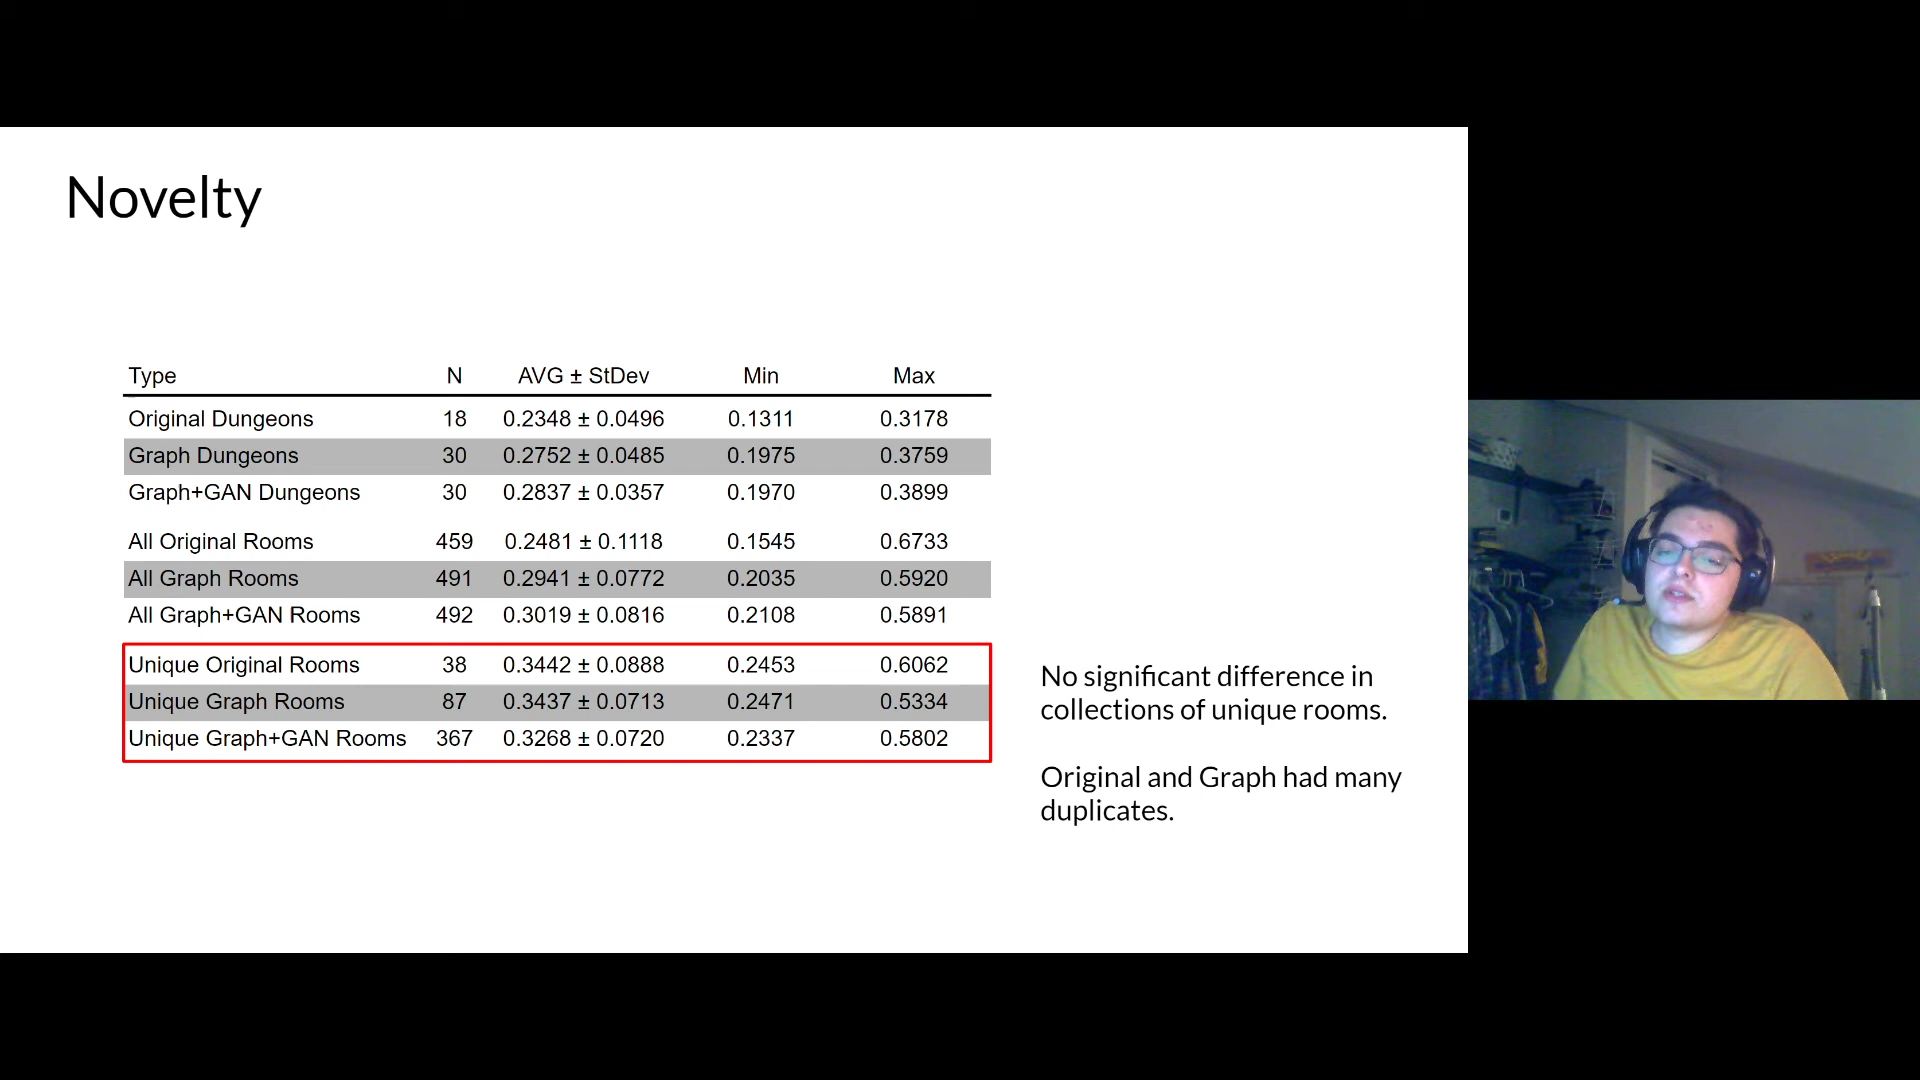 Novelty
Type N AVG ± StDev Min Max
Original Dungeons 18 0.2348 ± 0.0496 0.1311 0.3178
Graph Dungeons 30 0.2752 ± 0.0485 0.1975 0.3759
Graph+GAN Dungeons 30 0.2837 ± 0.0357 0.1970 0.3899
All Original Rooms 459 0.2481 ± 0.1118 0.1545 0.6733
All Graph Rooms 491 0.2941 ± 0.0772 0.2035 0.5920
All Graph+GAN Rooms 492 0.3019 ± 0.0816 0.2108 0.5891
Unique Original Rooms 38 0.3442 ± 0.0888 0.2453 0.6062
Unique Graph Rooms 87 0.3437 ± 0.0713 0.2471 0.5334
Unique Graph+GAN Rooms 367 0.3268 ± 0.0720 0.2337 0.5802
No significant difference in
collections of unique rooms.
Original and Graph had many
duplicates.